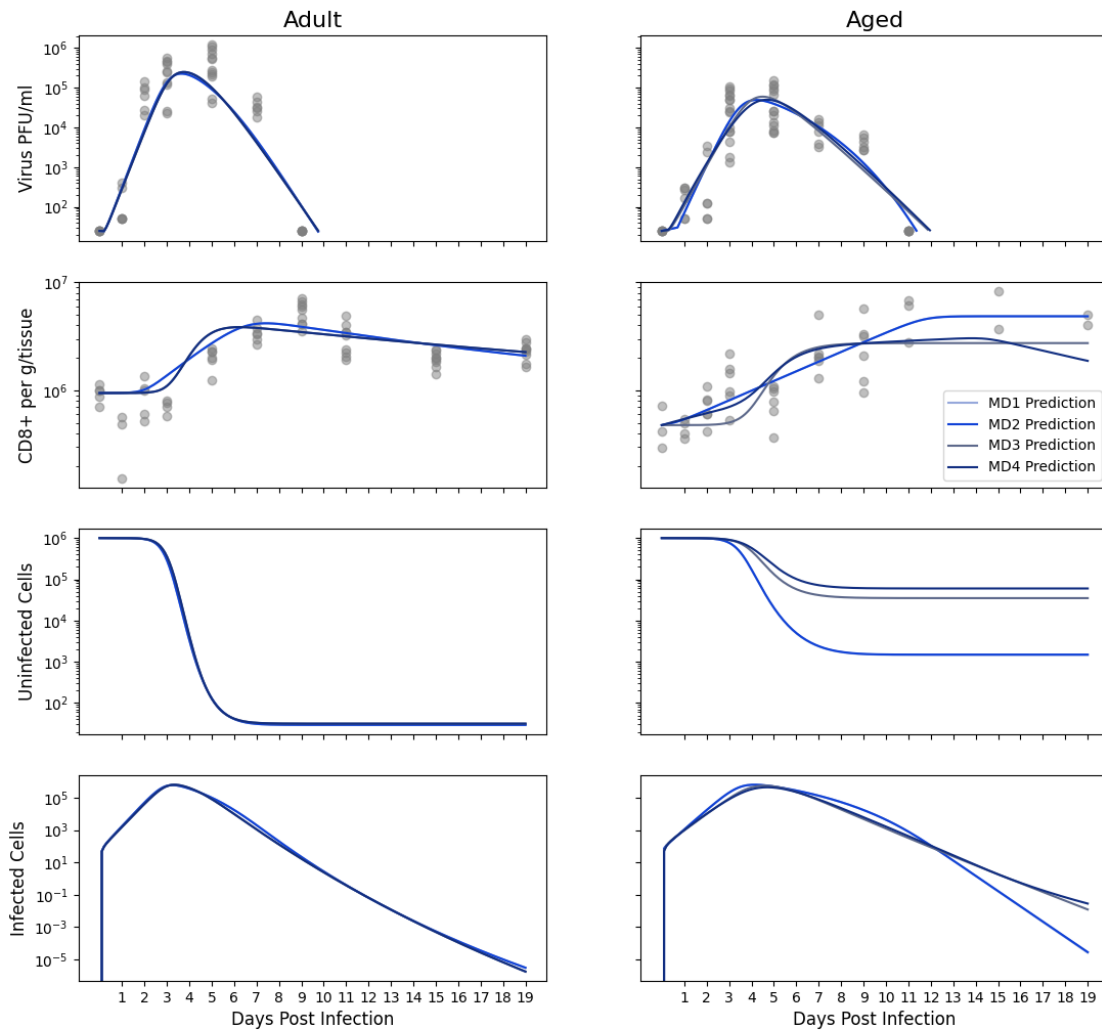 Adult
Aged
Virus PFU/ml
10^6
10^5
10^4
10^3
10^2
CD8+ per g/tissue
10^7
10^6
MD1 Prediction
MD2 Prediction
MD3 Prediction
MD4 Prediction
Uninfected Cells
10^6
10^5
10^4
10^3
10^2
Infected Cells
10^5
10^3
10^1
10^-1
10^-3
10^-5
1 2 3 4 5 6 7 8 9 10 11 12 13 14 15 16 17 18 19
1 2 3 4 5 6 7 8 9 10 11 12 13 14 15 16 17 18 19
Days Post Infection
Days Post Infection